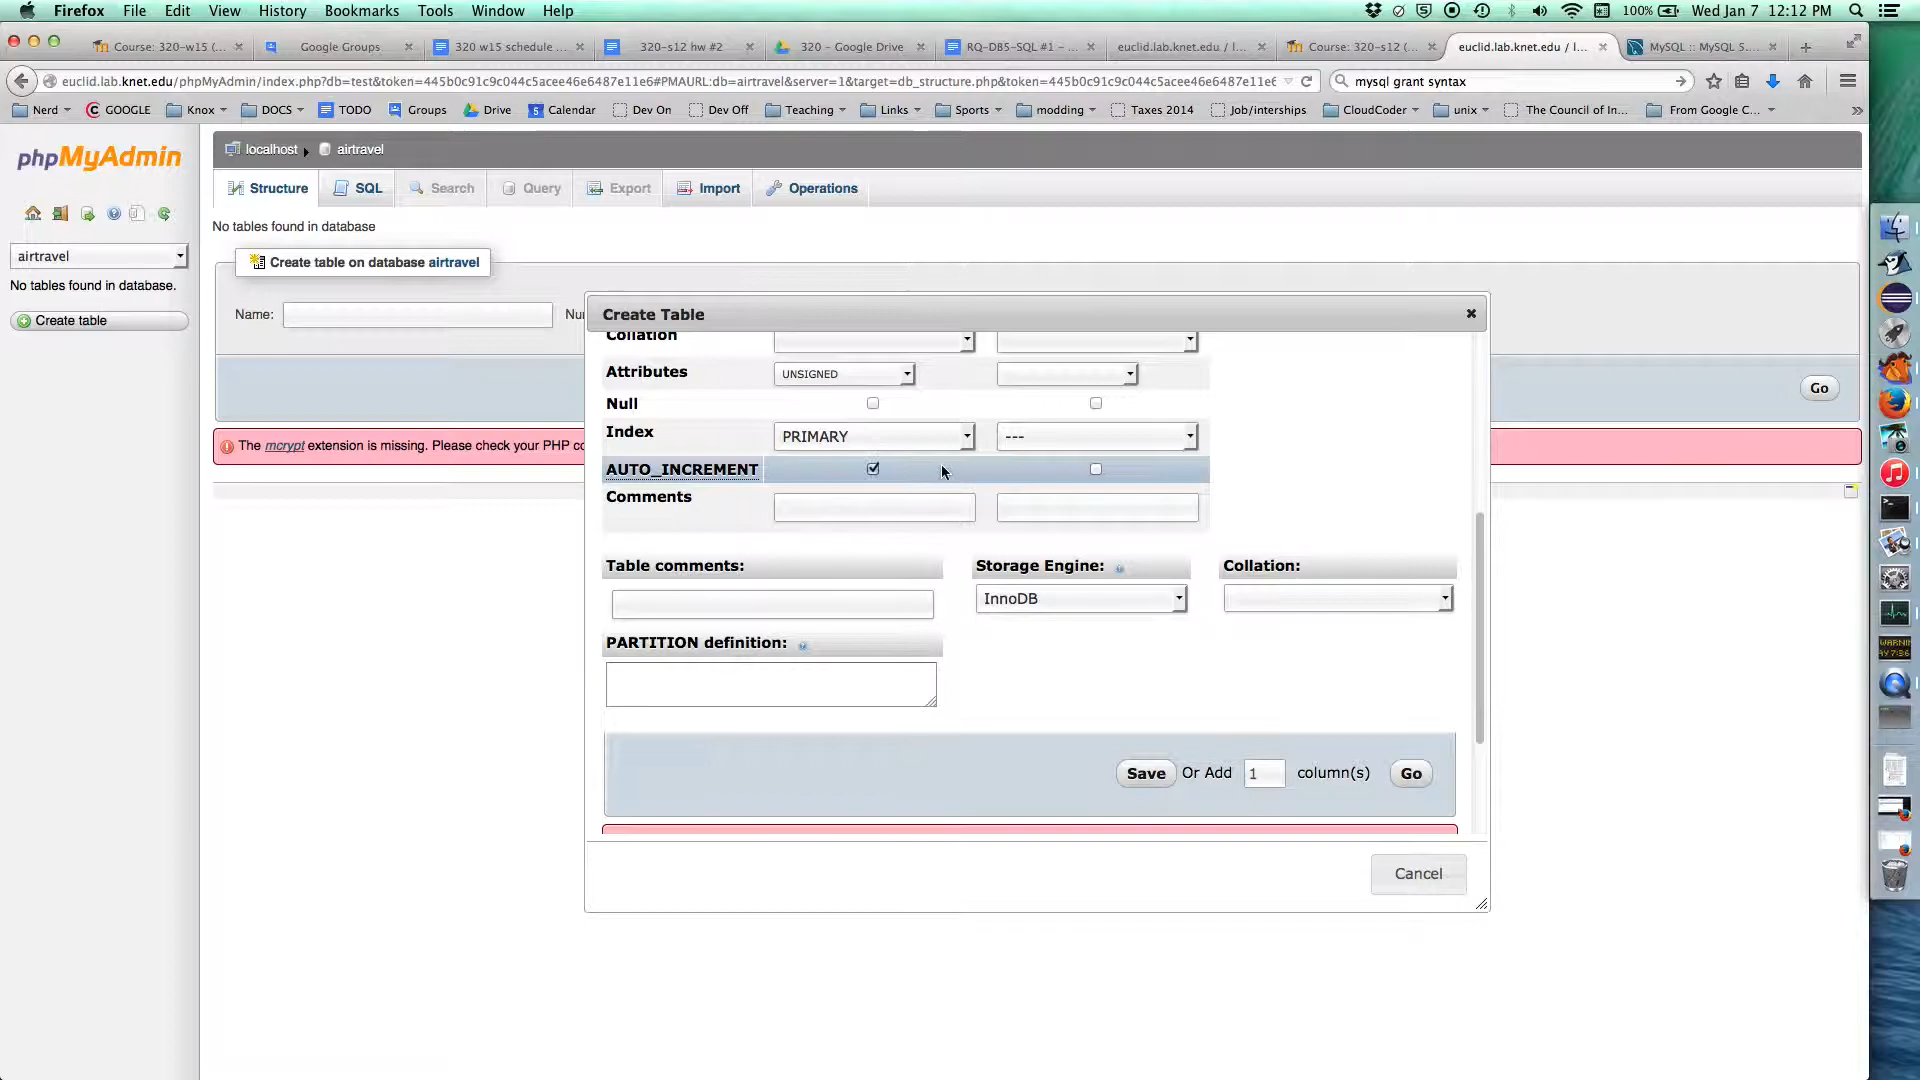 Firefox File Edit View History Bookmarks Tools Window Help 100% Wed Jan 7 12:12 PM
Course: 320-w15 (... Google Groups 320 w15 schedule ... 320-s12 hw #2 320 - Google Drive RQ-DB5-SQL #1 - ... euclid.lab.knet.edu / l... Course: 320-s12 (... euclid.lab.knet.edu / l... MySQL :: MySQL 5....
euclid.lab.knet.edu/phpMyAdmin/index.php?db=test&token=445b0c91c9c044c5acee46e6487e11e6#PMAURL:db=airtravel&server=1&target=db_structure.php&token=445b0c91c9c044c5acee46e6487e11e6 mysql grant syntax
Nerd GOOGLE Knox DOCS TODO Groups Drive Calendar Dev On Dev Off Teaching Links Sports modding Taxes 2014 Job/interships CloudCoder unix The Council of In... From Google C...
phpMyAdmin
localhost airtravel
Structure SQL Search Query Export Import Operations
No tables found in database
airtravel
No tables found in database.
Create table
Create table on database airtravel
Name: Nu
Go
The mcrypt extension is missing. Please check your PHP co
Create Table
Collation
Attributes UNSIGNED
Null
Index PRIMARY ---
AUTO_INCREMENT
Comments
Table comments: Storage Engine: Collation:
InnoDB
PARTITION definition:
Save Or Add 1 column(s) Go
Cancel